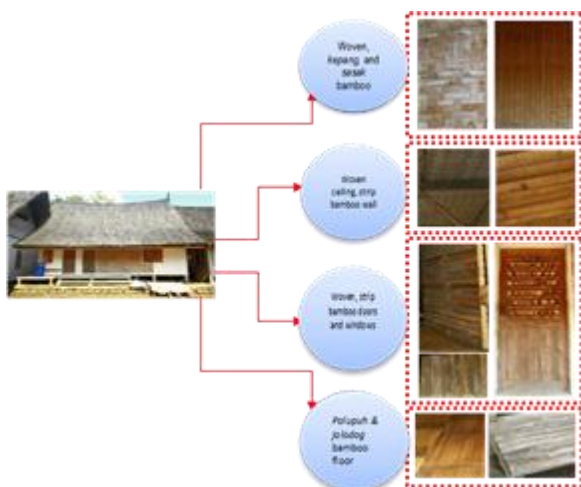 Woven,
kepang and
sesek
bamboo
Woven
ceiling, strip
bamboo wall
Woven, strip
bamboo doors
and windows
Palupuh &
jolodog
bamboo
floor